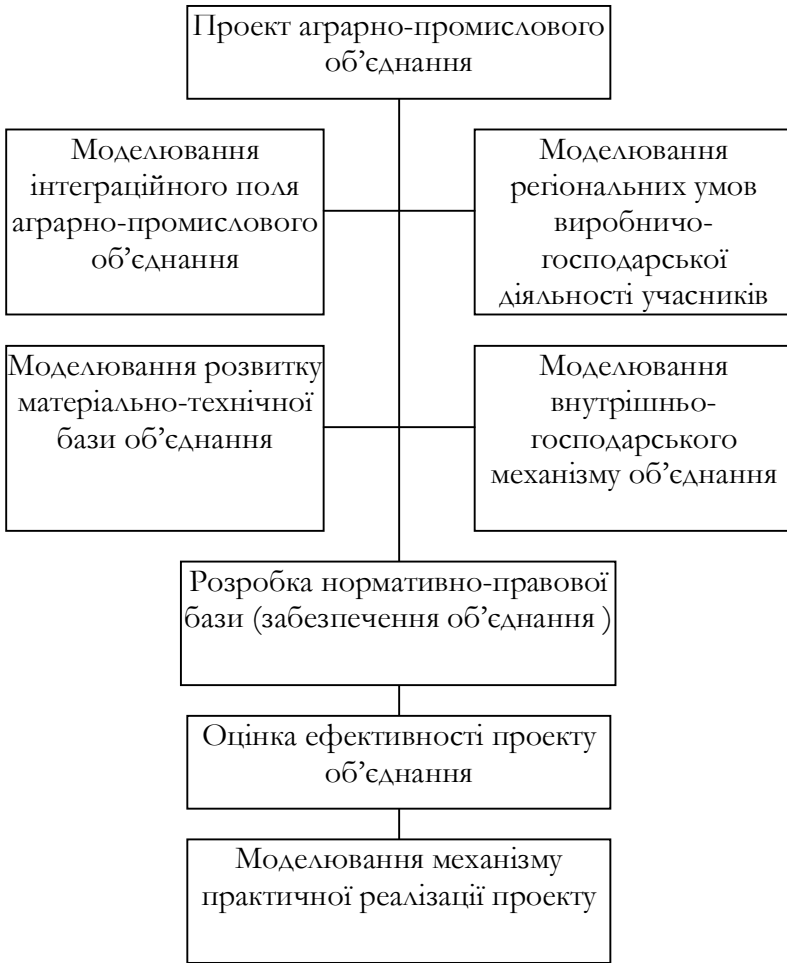 Проект аграрно-промислового
об’єднання
Моделювання
інтеграційного поля
аграрно-промислового
об’єднання
Моделювання
регіональних умов
виробничо-
господарської
діяльності учасників
Моделювання розвитку
матеріально-технічної
бази об’єднання
Моделювання
внутрішньо-
господарського
механізму об’єднання
Розробка нормативно-правової
бази (забезпечення об’єднання )
Оцінка ефективності проекту
об’єднання
Моделювання механізму
практичної реалізації проекту